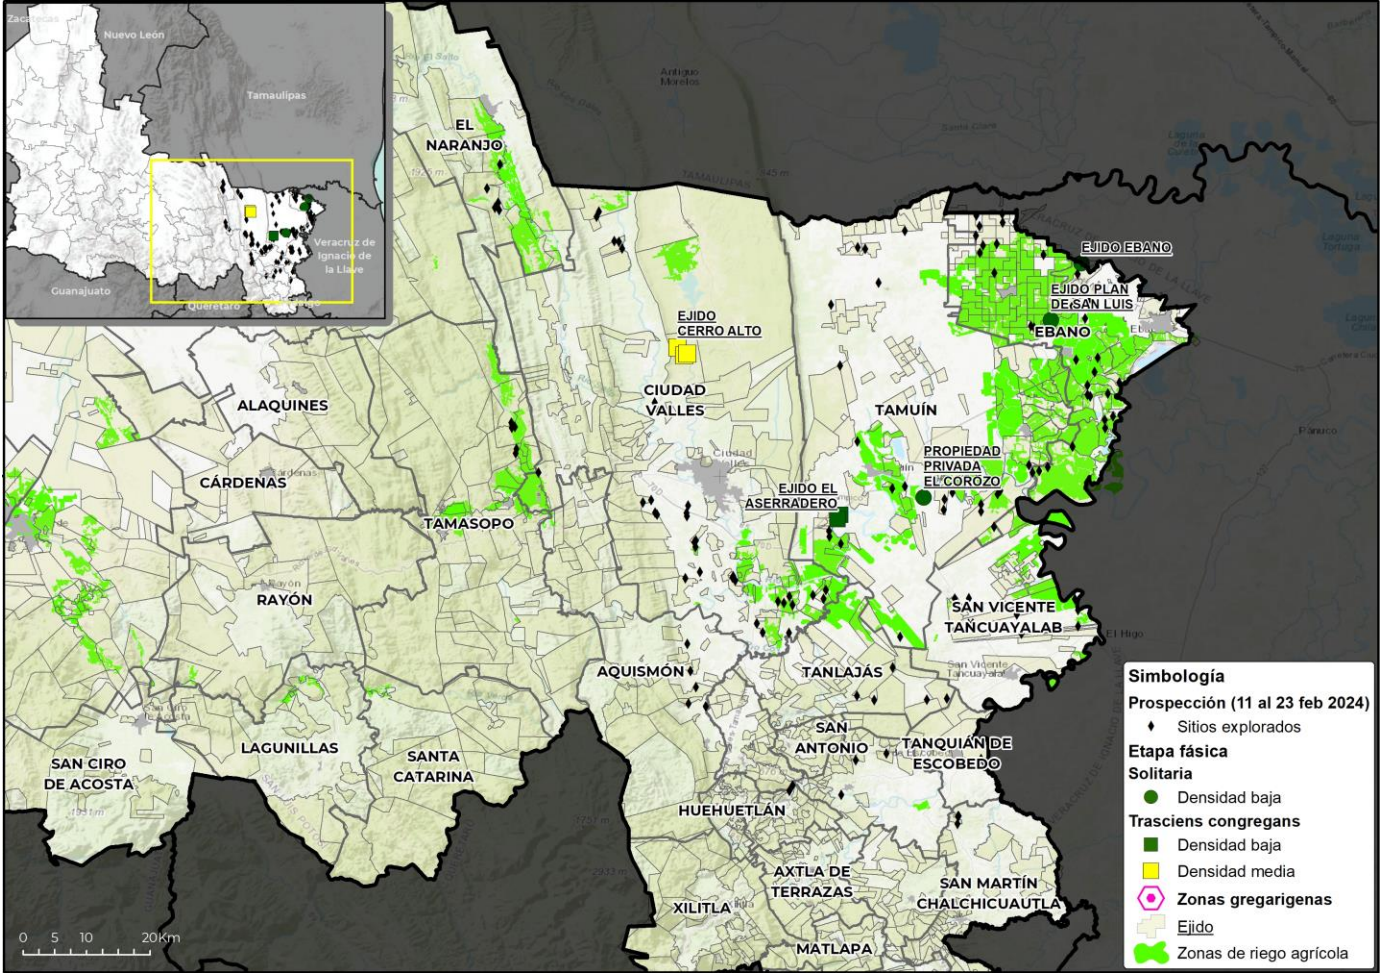 Zacatecas
Nuevo León
Tamaulipas
Veracruz de
Ignacio de
la Llave
Guanajuato
Querétaro
Antiguo
Morelos
TAMAULIPAS
EL
NARANJO
EJIDO EBANO
EJIDO PLAN
DE SAN LUIS
EBANO
EJIDO
CERRO ALTO
CIUDAD
VALLES
ALAQUINES
TAMUÍN
Pánuco
Ciudad
Valles
PROPIEDAD
PRIVADA
EL COROZO
CÁRDENAS
Cárdenas
EJIDO EL
ASERRADERO
TAMASOPO
Rayón
RAYÓN
SAN VICENTE
TANCUAYALAB
El Higo
San Vicente
Tancuayalab
AQUISMÓN
TANLAJÁS
SAN
ANTONIO
TANQUIÁN DE
ESCOBEDO
LAGUNILLAS
SANTA
CATARINA
SAN CIRO
DE ACOSTA
HUEHUETLÁN
AXTLA DE
TERRAZAS
SAN MARTÍN
CHALCHICUAUTLA
XILITLA
MATLAPA
0 5 10 20Km
Simbología
Prospección (11 al 23 feb 2024)
Sitios explorados
Etapa fásica
Solitaria
Densidad baja
Trasciens congregans
Densidad baja
Densidad media
Zonas gregarigenas
Ejido
Zonas de riego agrícola